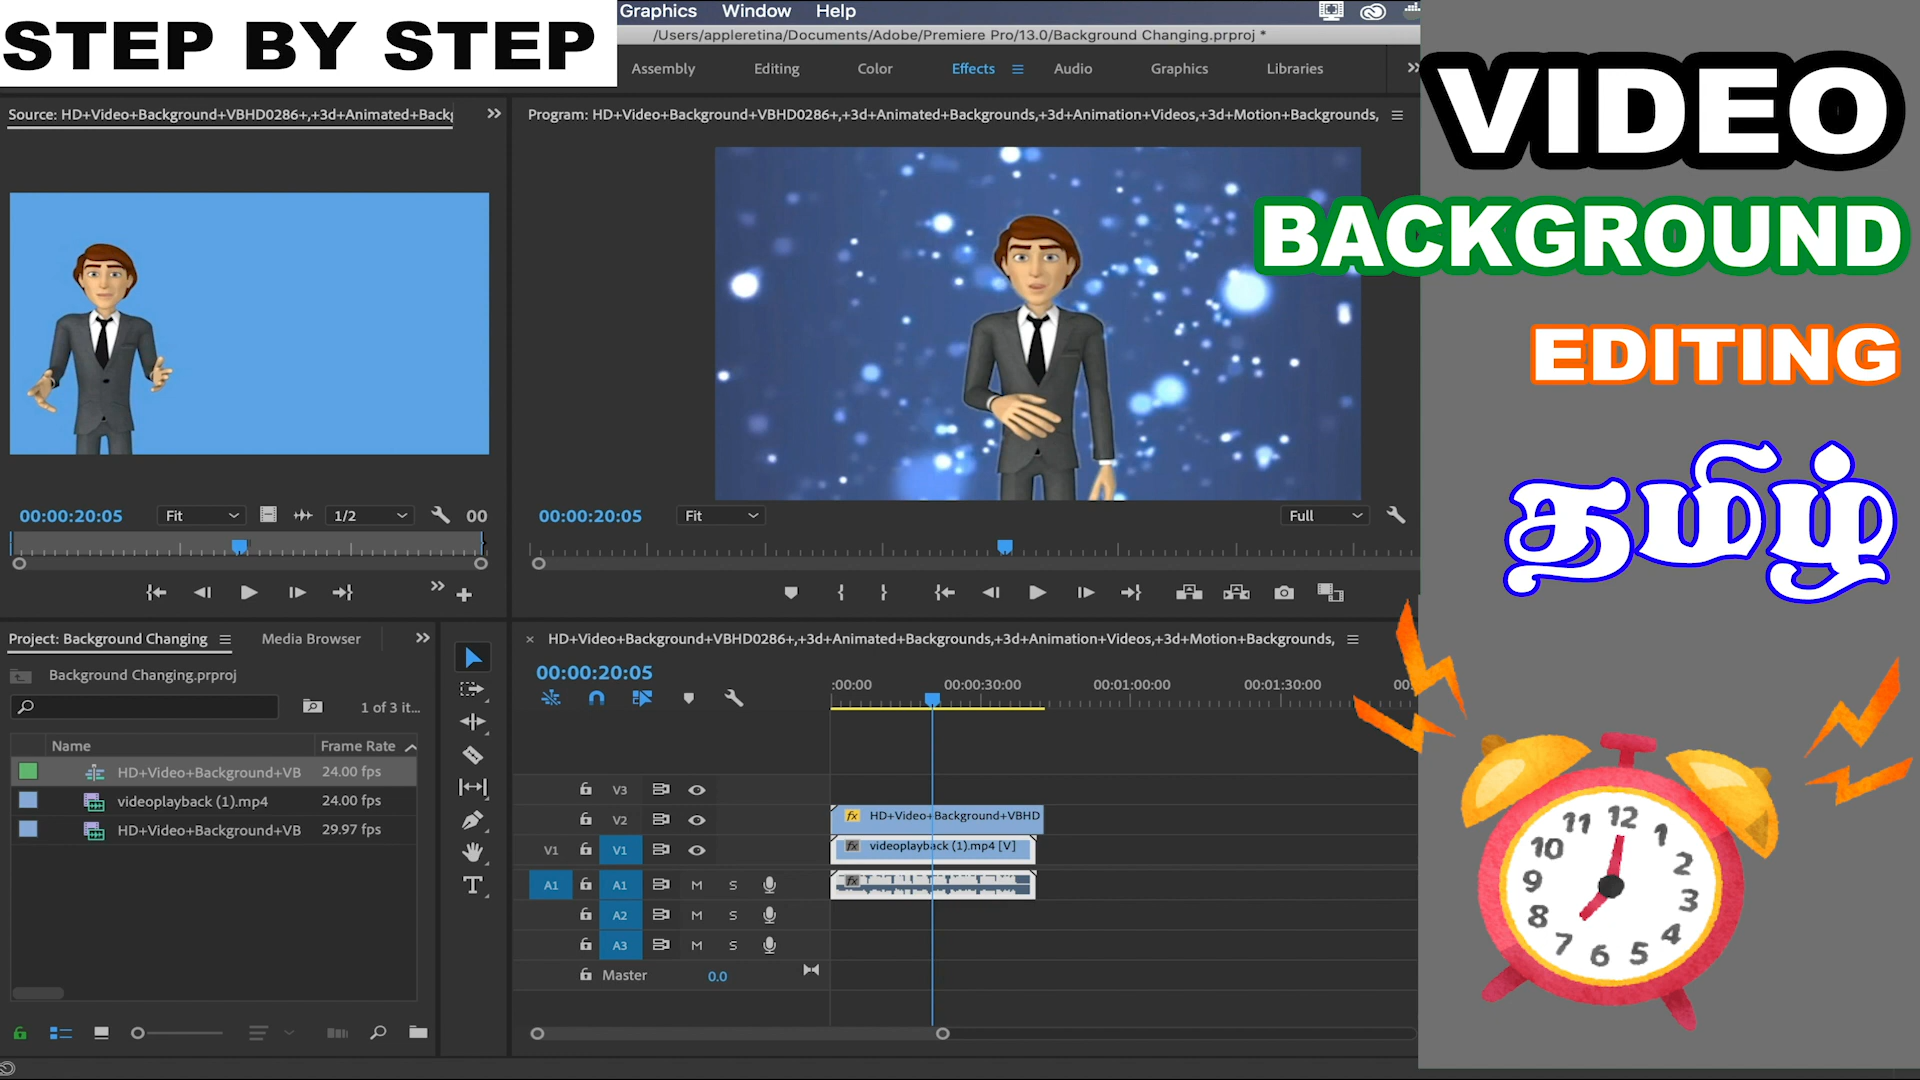 STEP BY STEP
Graphics Window Help
/Users/appleretina/Documents/Adobe/Premiere Pro/13.0/Background Changing.prproj *
Assembly Editing Color Effects Audio Graphics Libraries
VIDEO
BACKGROUND
EDITING
தமிழ்
Source: HD+Video+Background+VBHD0286+,+3d+Animated+Backg
Program: HD+Video+Background+VBHD0286+,+3d+Animated+Backgrounds,+3d+Animation+Videos,+3d+Motion+Backgrounds,
00:00:20:05 Fit 1/2 00
00:00:20:05 Fit Full
Project: Background Changing Media Browser
Background Changing.prproj
1 of 3 it...
Name Frame Rate
HD+Video+Background+VB 24.00 fps
videoplayback (1).mp4 24.00 fps
HD+Video+Background+VB 29.97 fps
× HD+Video+Background+VBHD0286+,+3d+Animated+Backgrounds,+3d+Animation+Videos,+3d+Motion+Backgrounds,
00:00:20:05
:00:00 00:00:30:00 00:01:00:00 00:01:30:00 00:
V3
V2 fx HD+Video+Background+VBHD
V1 V1 fx videoplayback (1).mp4 [V]
A1 A1 M S fx
A2 M S
A3 M S
Master 0.0
12
1
2
3
4
5
6
7
8
9
10
11